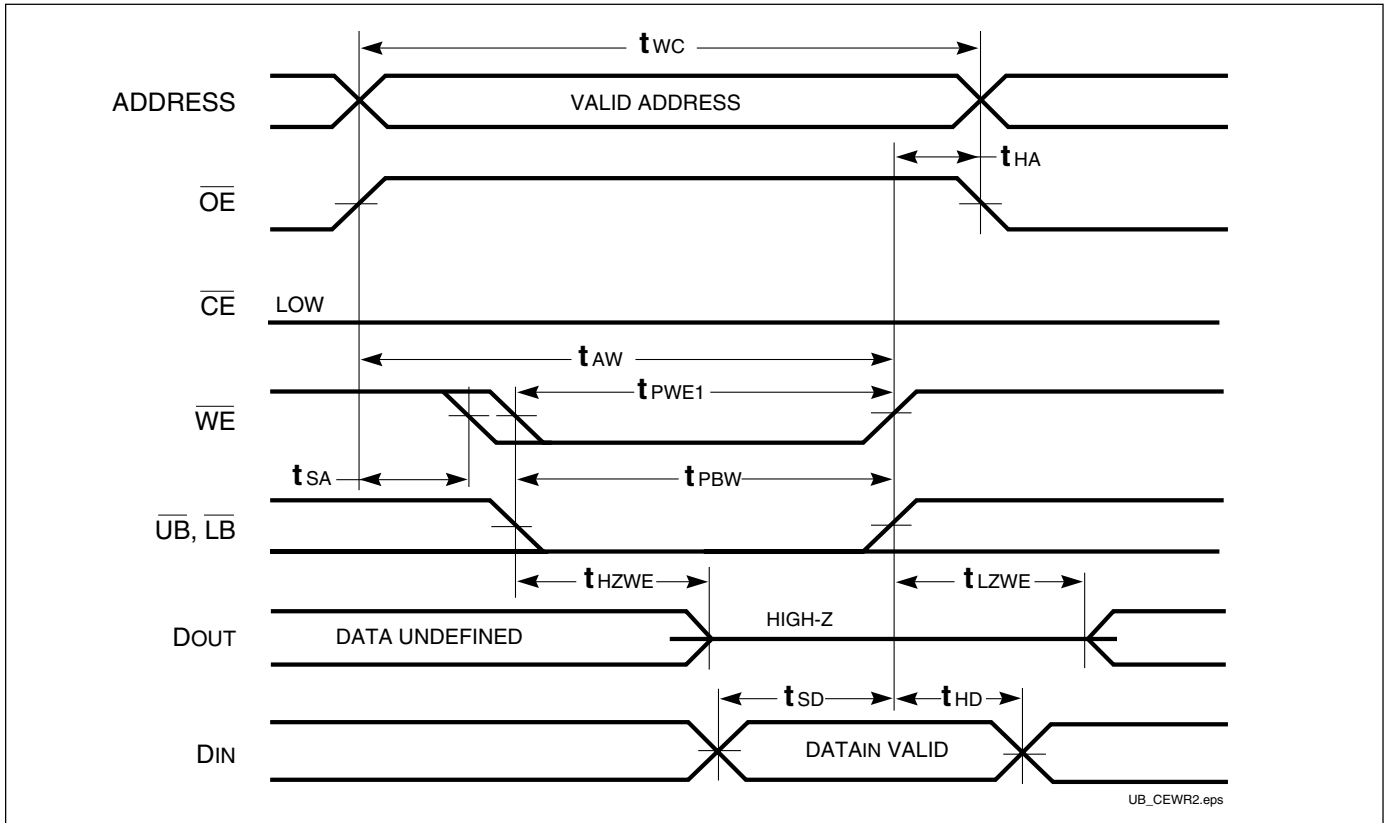 tWC
ADDRESS VALID ADDRESS
tHA
OE
CE LOW
tAW
tPWE1
WE
tSA tPBW
UB, LB
tHZWE tLZWE
DOUT DATA UNDEFINED HIGH-Z
tSD tHD
DIN DATAIN VALID
UB_CEWR2.eps